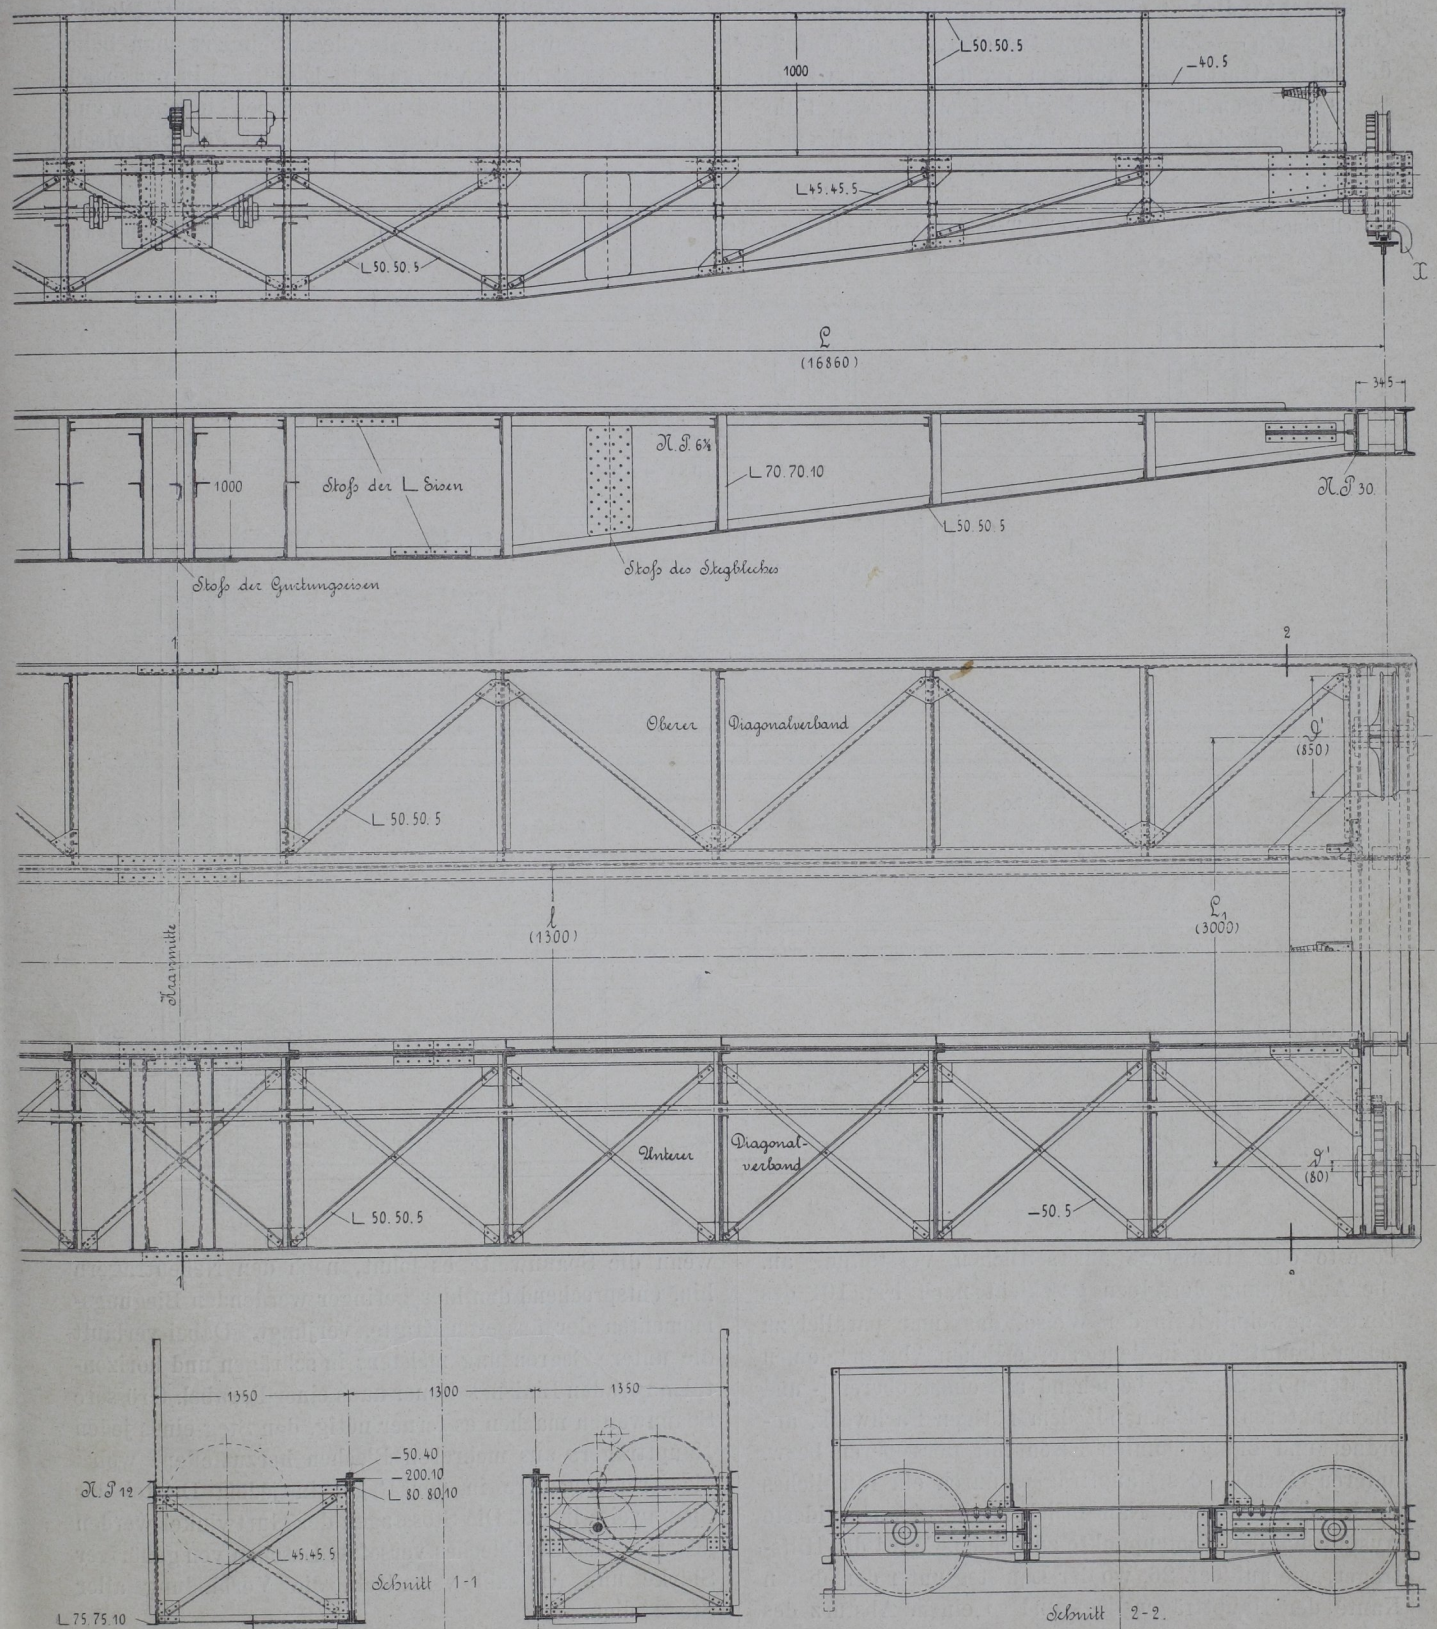 L 50.50.5
1000
—40.5
L 45.45.5
L 50.50.5
I
L
(16860)
345
N.P. 6½
1000
Stoß der L Eisen
L 70.70.10
N.P 30.
L 50.50.5
Stoß des Stegbleches
Stoß der Gurtungseisen
1
2
Oberer Diagonalverband
D'
(850)
L 50.50.5
l
(1300)
L₁
(3000)
Kranmitte
Unterer Diagonal-
verband
(80)
L 50.50.5
—50.5
1
1350
1300
1350
—50.40
—200.10
N.P 12
L 80.80.10
L 45.45.5
Schnitt 1-1
L 75.75.10
Schnitt 2-2.